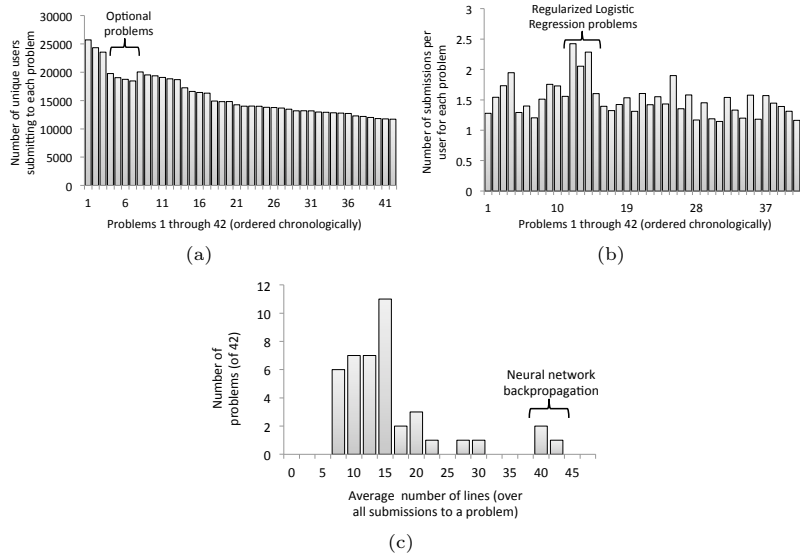 Optional
problems
Number of unique users
submitting to each problem
30000
25000
20000
15000
10000
5000
0
1 6 11 16 21 26 31 36 41
Problems 1 through 42 (ordered chronologically)
(a)
Regularized Logistic
Regression problems
Number of submissions per
user for each problem
3
2.5
2
1.5
1
0.5
0
1 10 19 28 37
Problems 1 through 42 (ordered chronologically)
(b)
Number of
problems (of 42)
12
10
8
6
4
2
0
Neural network
backpropagation
0 5 10 15 20 25 30 35 40 45
Average number of lines (over
all submissions to a problem)
(c)